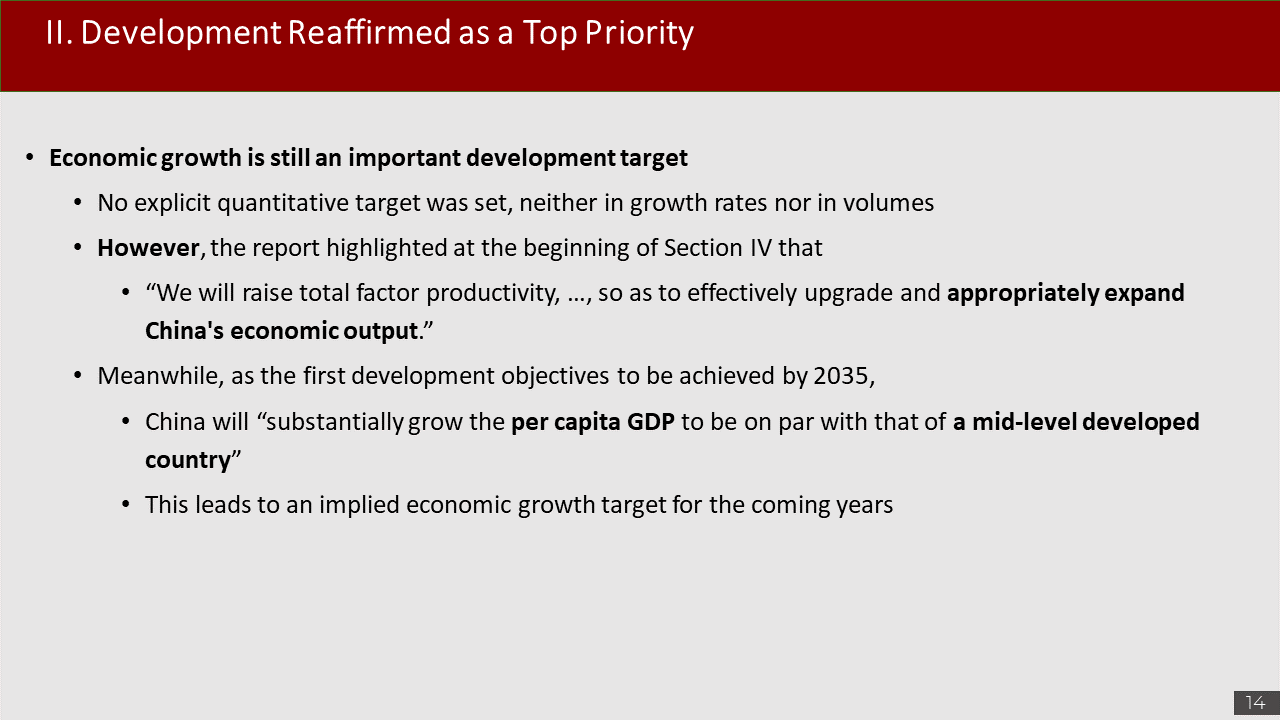 II. Development Reaffirmed as a Top Priority
• Economic growth is still an important development target
• No explicit quantitative target was set, neither in growth rates nor in volumes
• However, the report highlighted at the beginning of Section IV that
• “We will raise total factor productivity, …, so as to effectively upgrade and appropriately expand
China's economic output.”
• Meanwhile, as the first development objectives to be achieved by 2035,
• China will “substantially grow the per capita GDP to be on par with that of a mid-level developed
country”
• This leads to an implied economic growth target for the coming years
14